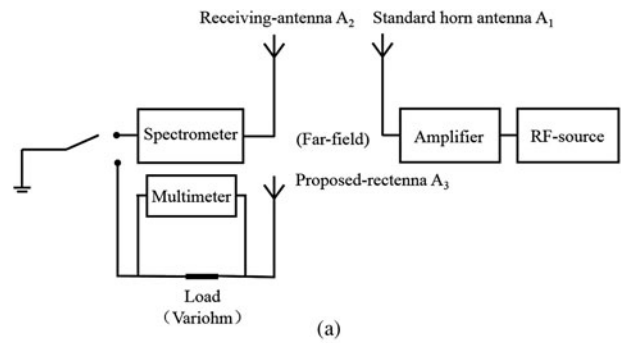 Receiving-antenna A₂
Standard horn antenna A₁
Spectrometer
(Far-field)
Amplifier
RF-source
Proposed-rectenna A₃
Multimeter
Load
（Variohm）
(a)